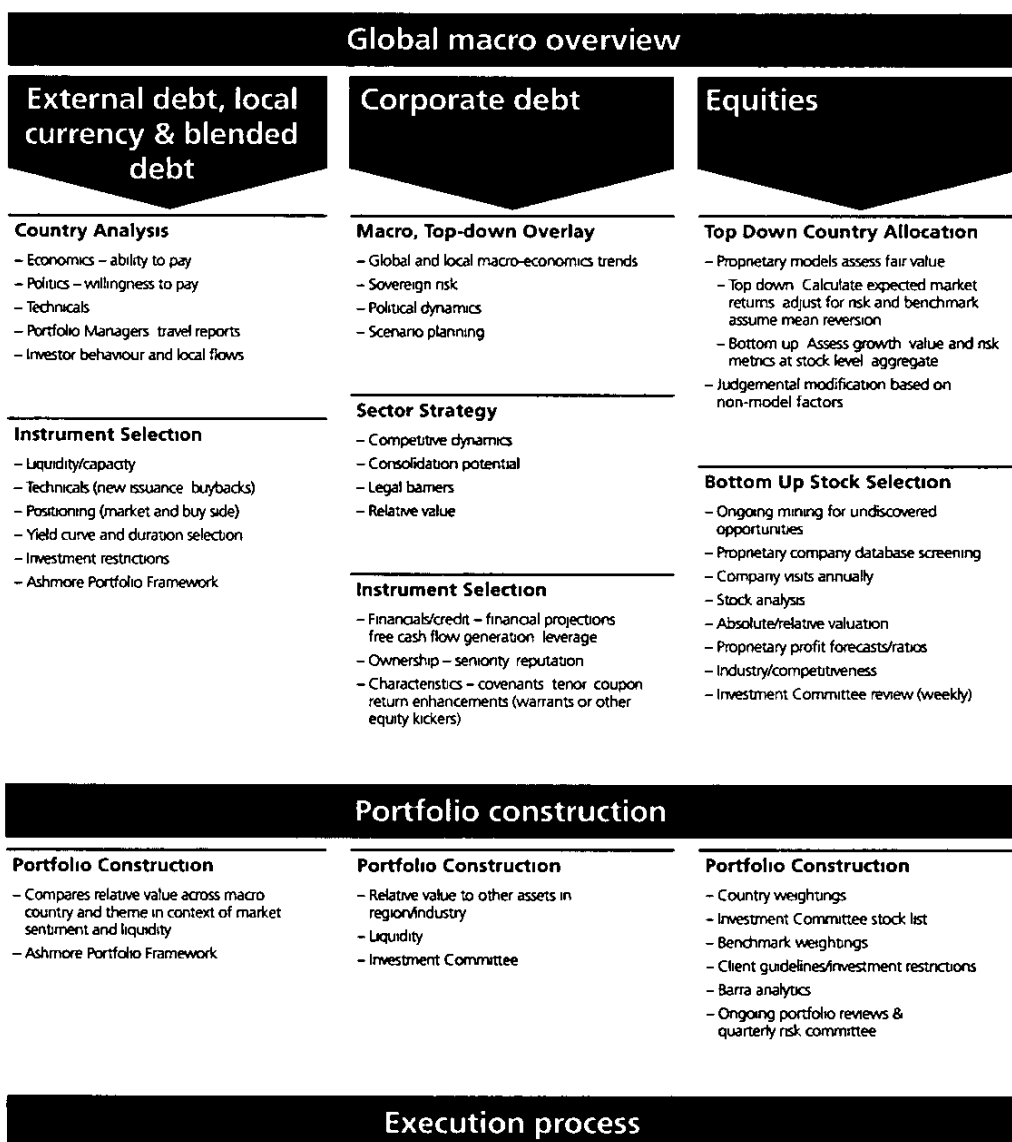 Global macro overview
External debt, local
currency & blended
debt
Country Analysis
– Economics – ability to pay
– Politics – willingness to pay
– Technicals
– Portfolio Managers travel reports
– Investor behaviour and local flows
Instrument Selection
– Liquidity/capacity
– Technicals (new issuance buybacks)
– Positioning (market and buy side)
– Yield curve and duration selection
– Investment restrictions
– Ashmore Portfolio Framework
Corporate debt
Macro, Top-down Overlay
– Global and local macro-economics trends
– Sovereign risk
– Political dynamics
– Scenario planning
Sector Strategy
– Competitive dynamics
– Consolidation potential
– Legal barriers
– Relative value
Instrument Selection
– Financials/credit – financial projections
free cash flow generation leverage
– Ownership – seniority reputation
– Characteristics – covenants tenor coupon
return enhancements (warrants or other
equity kickers)
Equities
Top Down Country Allocation
– Proprietary models assess fair value
– Top down Calculate expected market
returns adjust for risk and benchmark
assume mean reversion
– Bottom up Assess growth value and risk
metrics at stock level aggregate
– Judgemental modification based on
non-model factors
Bottom Up Stock Selection
– Ongoing mining for undiscovered
opportunities
– Proprietary company database screening
– Company visits annually
– Stock analysis
– Absolute/relative valuation
– Proprietary profit forecasts/ratios
– Industry/competitiveness
– Investment Committee review (weekly)
Portfolio construction
Portfolio Construction
– Compares relative value across macro
country and theme in context of market
sentiment and liquidity
– Ashmore Portfolio Framework
Portfolio Construction
– Relative value to other assets in
region/industry
– Liquidity
– Investment Committee
Portfolio Construction
– Country weightings
– Investment Committee stock list
– Benchmark weightings
– Client guidelines/investment restrictions
– Barra analytics
– Ongoing portfolio reviews &
quarterly risk committee
Execution process